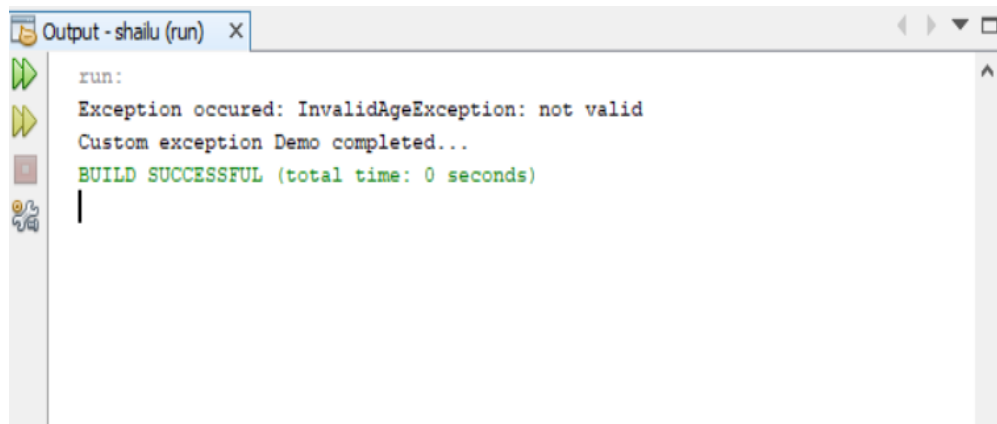 Output - shailu (run) X
run:
Exception occured: InvalidAgeException: not valid
Custom exception Demo completed...
BUILD SUCCESSFUL (total time: 0 seconds)